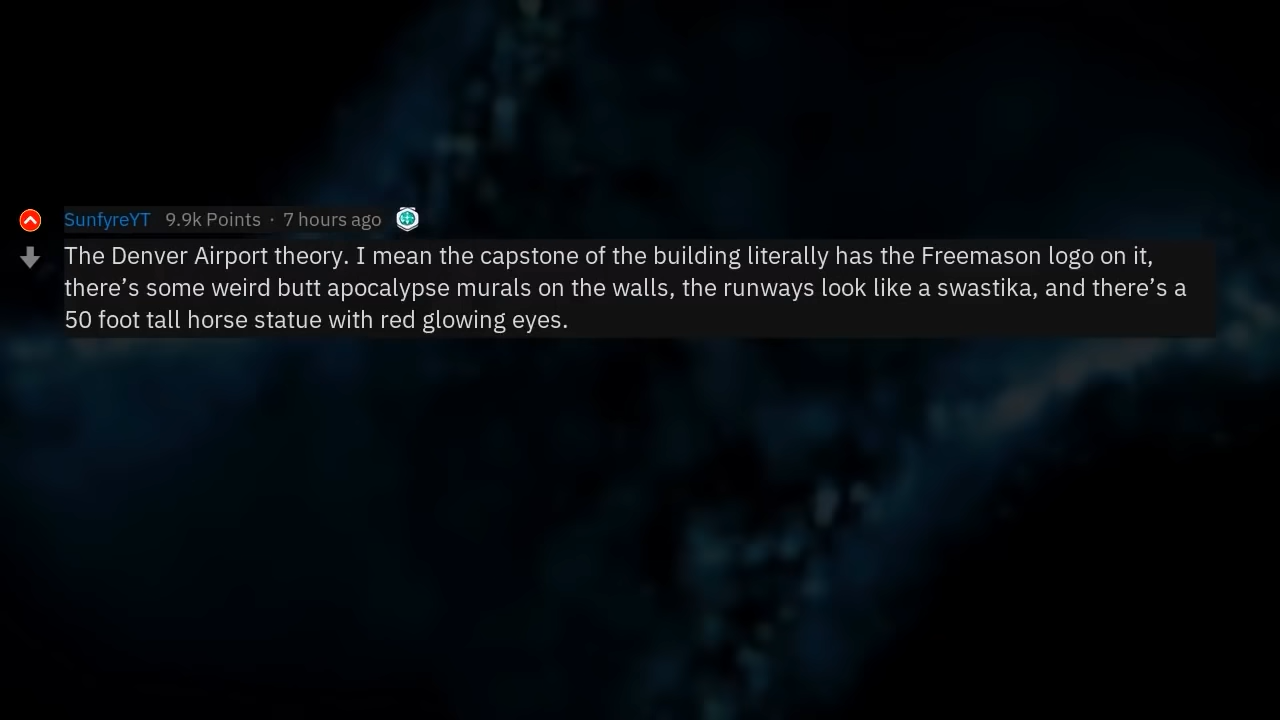 SunfyreYT 9.9k Points · 7 hours ago
The Denver Airport theory. I mean the capstone of the building literally has the Freemason logo on it,
there’s some weird butt apocalypse murals on the walls, the runways look like a swastika, and there’s a
50 foot tall horse statue with red glowing eyes.